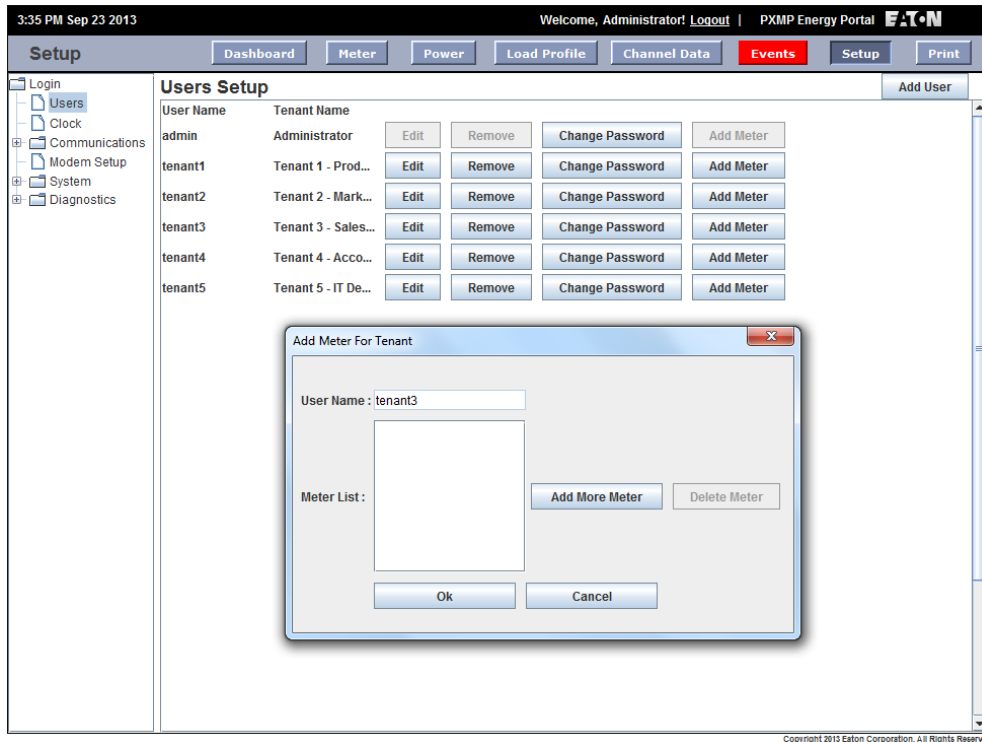 3:35 PM Sep 23 2013 Welcome, Administrator! Logout | PXMP Energy Portal EATON
Setup Dashboard Meter Power Load Profile Channel Data Events Setup Print
Login
Users
Clock
Communications
Modem Setup
System
Diagnostics
Users Setup Add User
User Name Tenant Name
admin Administrator Edit Remove Change Password Add Meter
tenant1 Tenant 1 - Prod... Edit Remove Change Password Add Meter
tenant2 Tenant 2 - Mark... Edit Remove Change Password Add Meter
tenant3 Tenant 3 - Sales... Edit Remove Change Password Add Meter
tenant4 Tenant 4 - Acco... Edit Remove Change Password Add Meter
tenant5 Tenant 5 - IT De... Edit Remove Change Password Add Meter
Add Meter For Tenant
User Name : tenant3
Meter List : Add More Meter Delete Meter
Ok Cancel
Copyright 2013 Eaton Corporation. All Rights Reserv